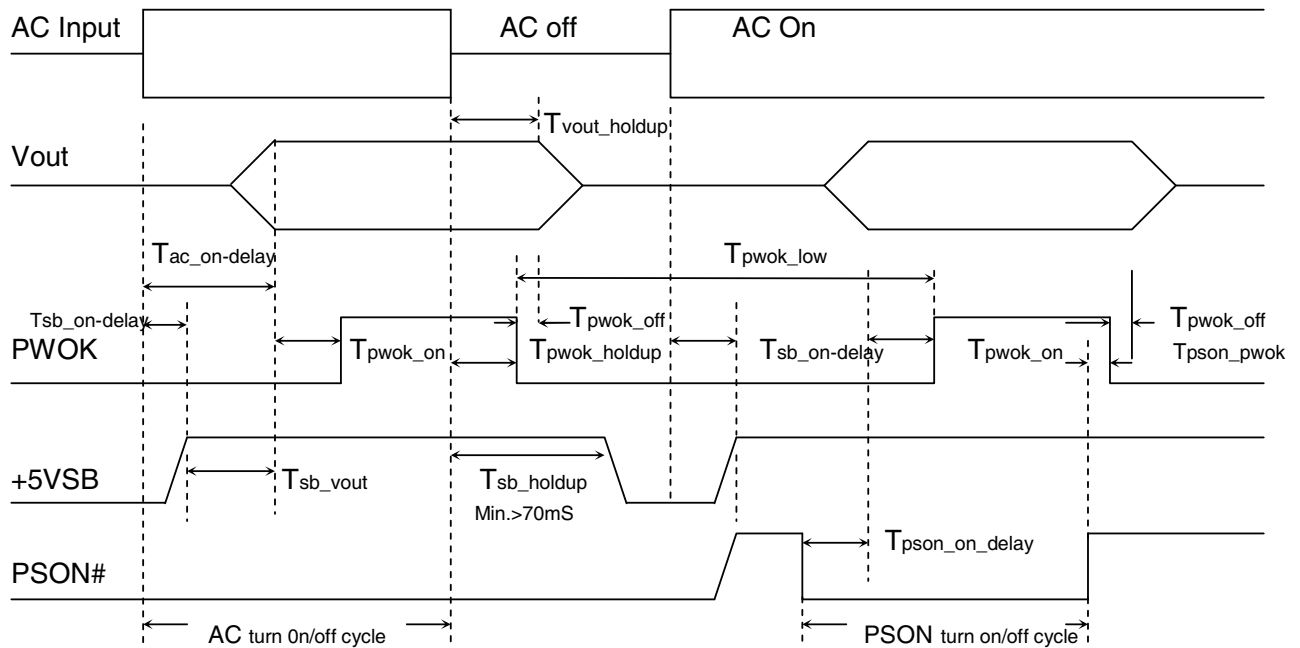 AC Input
AC off
AC On
Tvout_holdup
Vout
Tac_on-delay
Tpwok_low
Tsb_on-delay
Tpwok_off
Tpwok_off
PWOK
Tpwok_on
Tpwok_holdup
Tsb_on-delay
Tpwok_on
Tpson_pwok
+5VSB
Tsb_vout
Tsb_holdup
Min.>70mS
Tpson_on_delay
PSON#
AC turn 0n/off cycle
PSON turn on/off cycle